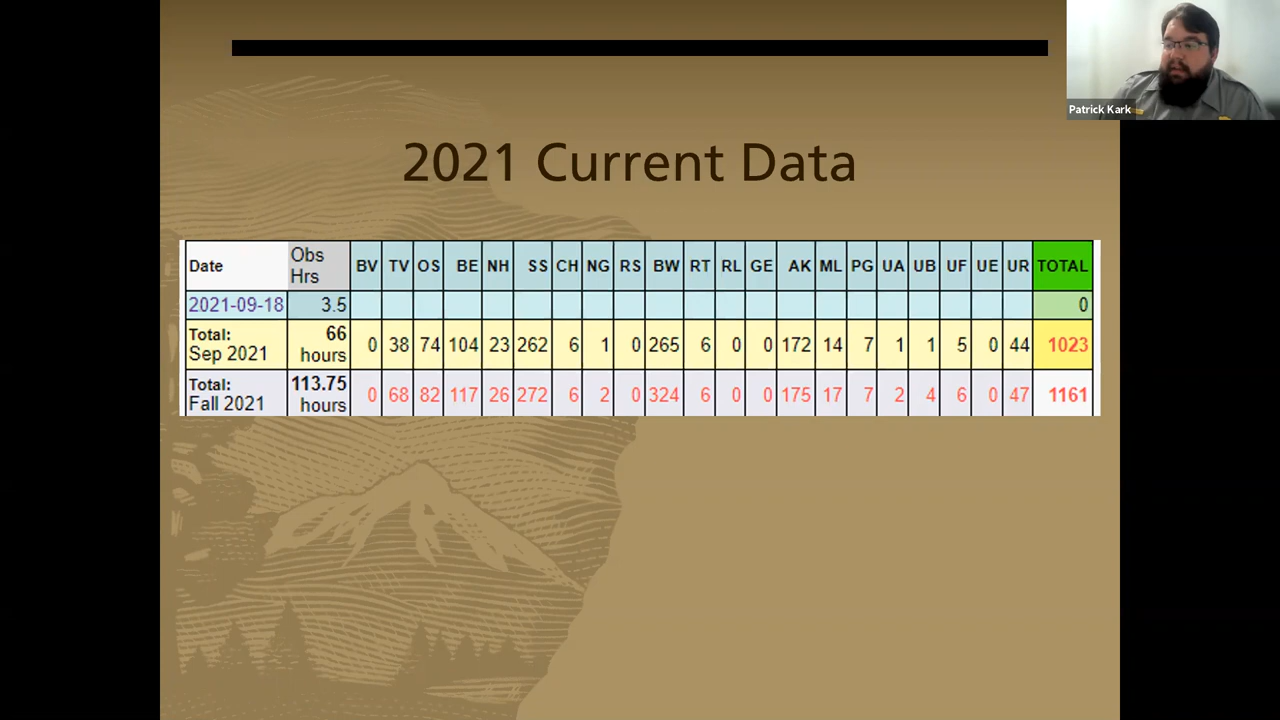 Patrick Kark
2021 Current Data
Date Obs Hrs BV TV OS BE NH SS CH NG RS BW RT RL GE AK ML PG UA UB UF UE UR TOTAL
2021-09-18 3.5 0
Total: Sep 2021 66 hours 0 38 74 104 23 262 6 1 0 265 6 0 0 172 14 7 1 1 5 0 44 1023
Total: Fall 2021 113.75 hours 0 68 82 117 26 272 6 2 0 324 6 0 0 175 17 7 2 4 6 0 47 1161